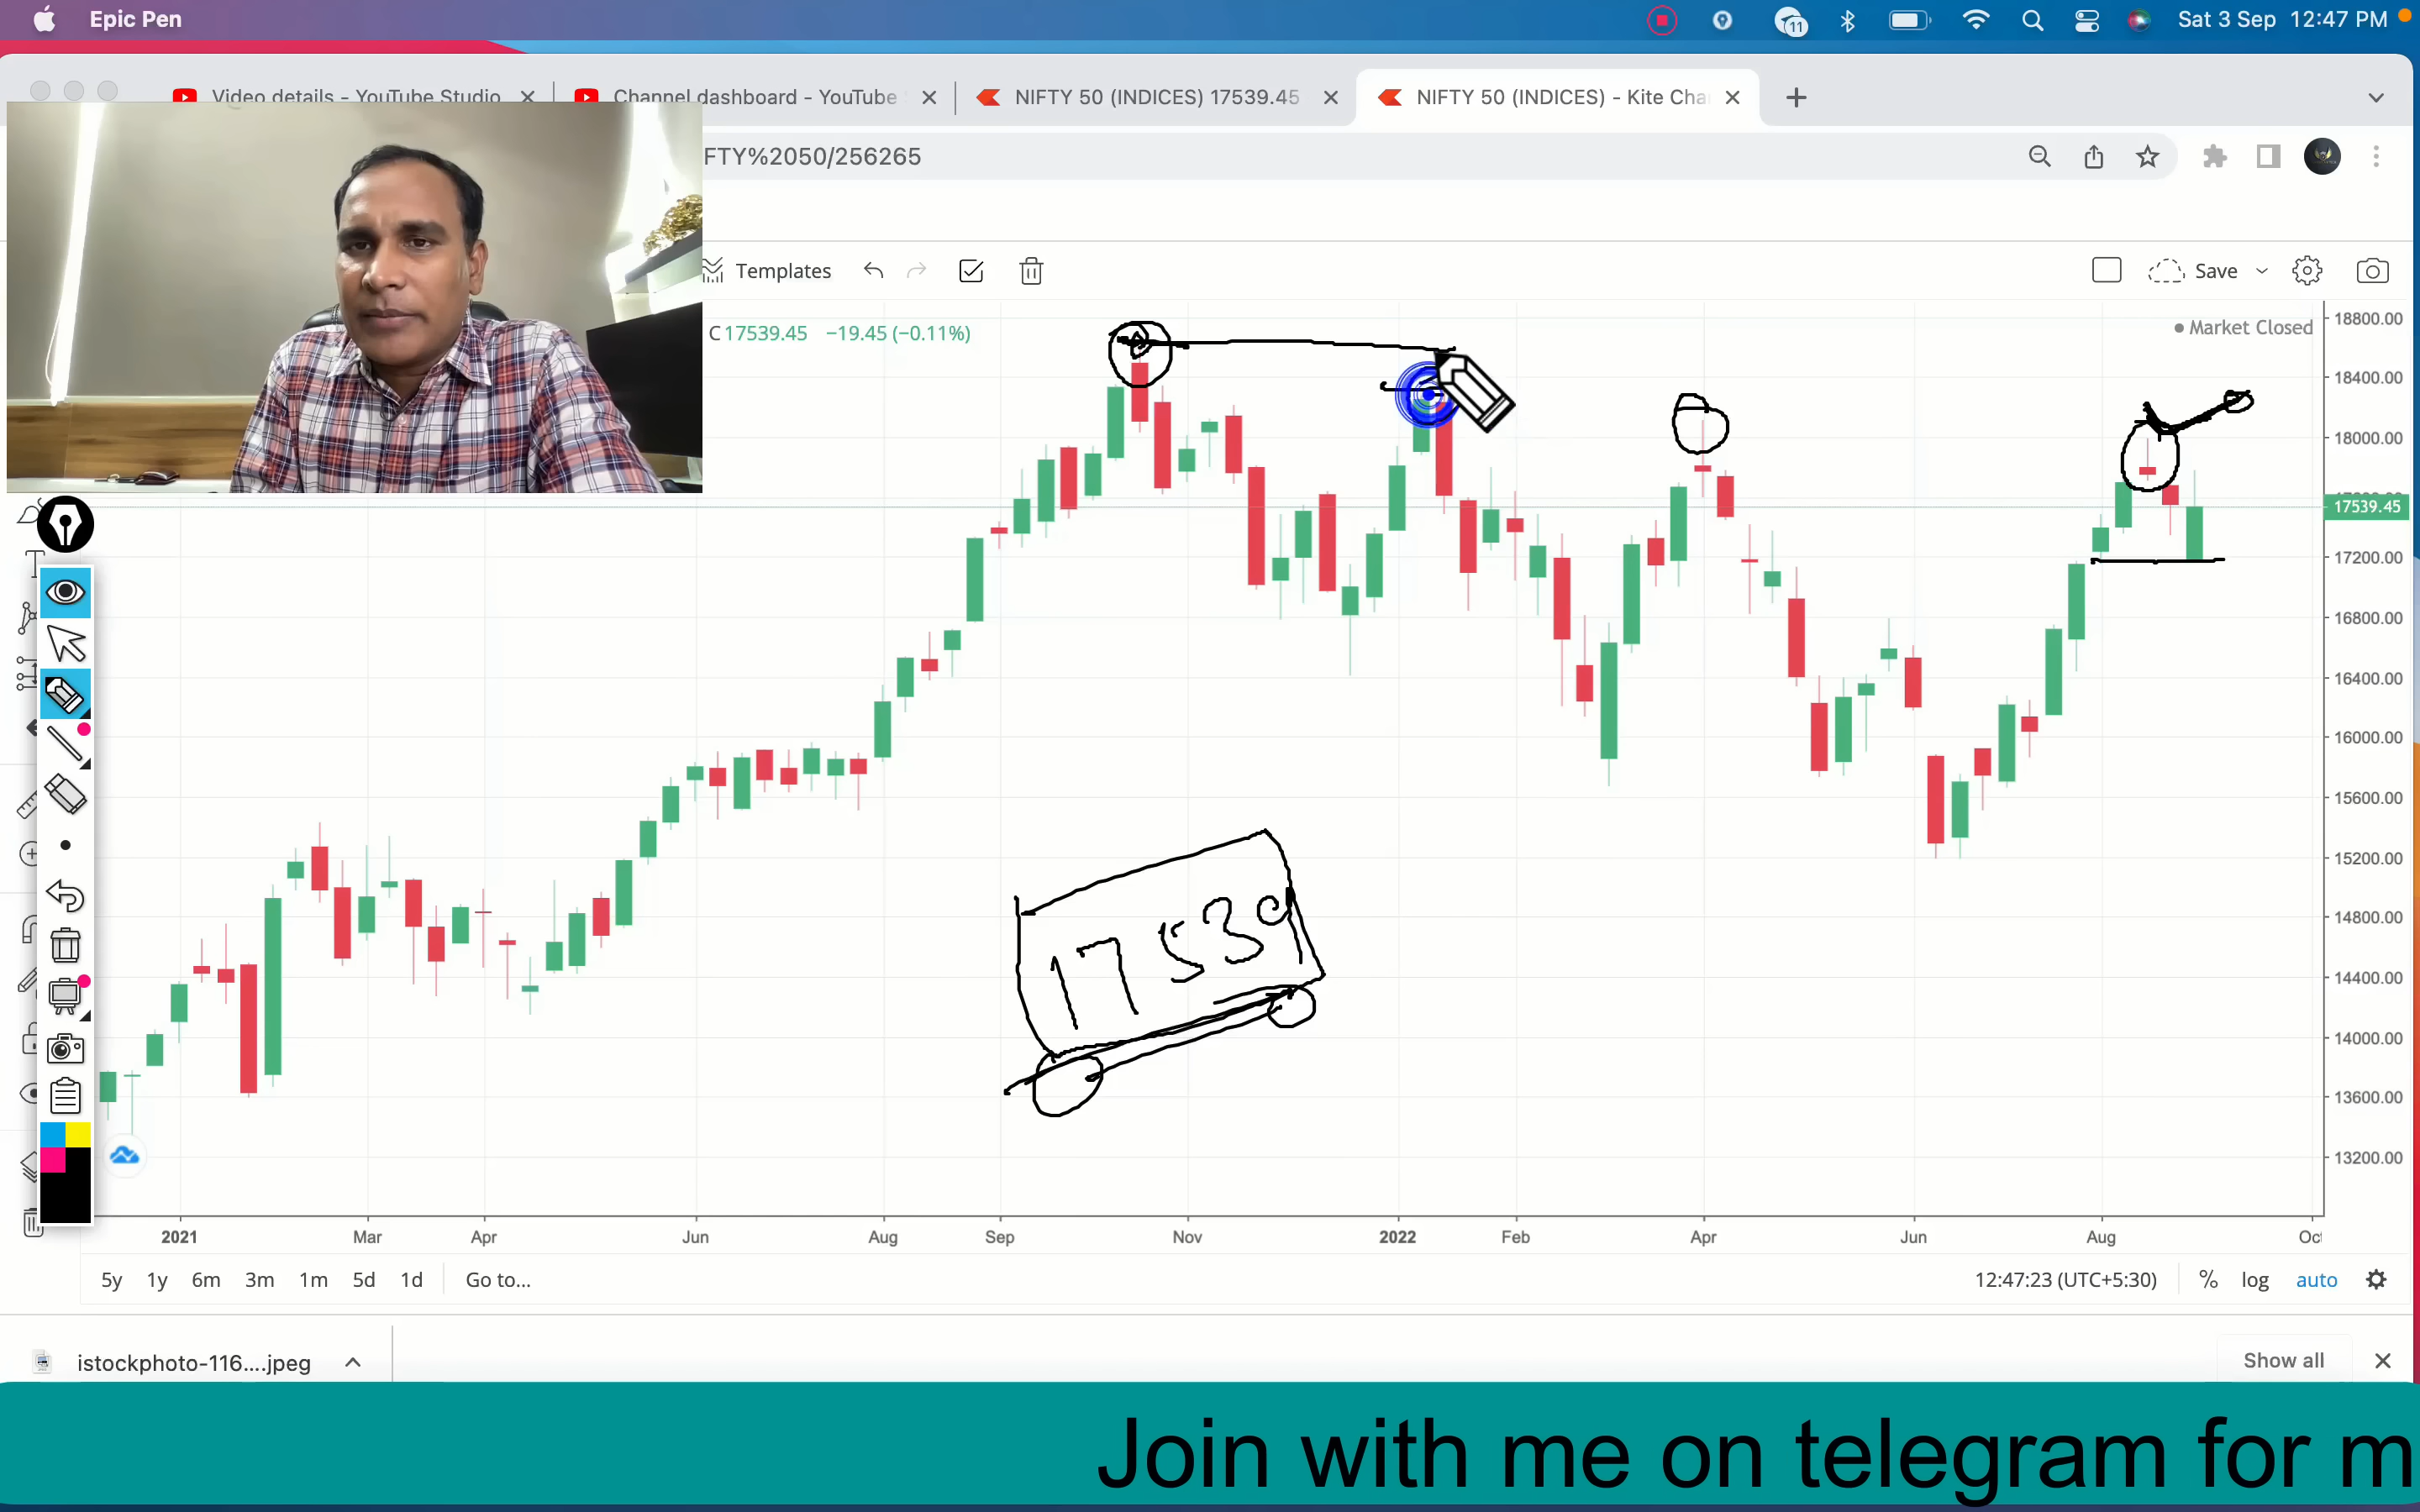 Epic Pen
11
Sat 3 Sep 12:47 PM
Video details - YouTube Studio
Channel dashboard - YouTube
NIFTY 50 (INDICES) 17539.45
NIFTY 50 (INDICES) - Kite Cha
FTY%2050/256265
Templates
Save
C17539.45 −19.45 (−0.11%)
Market Closed
18800.00
18400.00
18000.00
17539.45
17200.00
16800.00
16400.00
16000.00
15600.00
15200.00
14800.00
14400.00
14000.00
13600.00
13200.00
2021 Mar Apr Jun Aug Sep Nov 2022 Feb Apr Jun Aug Oct
5y 1y 6m 3m 1m 5d 1d Go to...
12:47:23 (UTC+5:30) % log auto
istockphoto-116....jpeg
Show all
Join with me on telegram for m